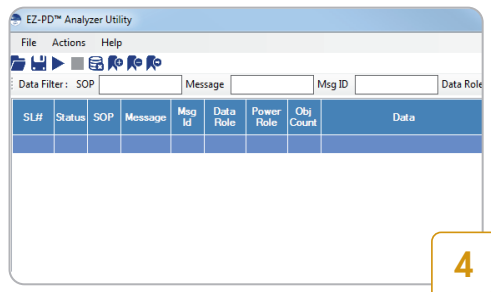 EZ-PD™ Analyzer Utility
File Actions Help
Data Filter: SOP Message Msg ID Data Role
SL# Status SOP Message Msg Id Data Role Power Role Obj Count Data
4